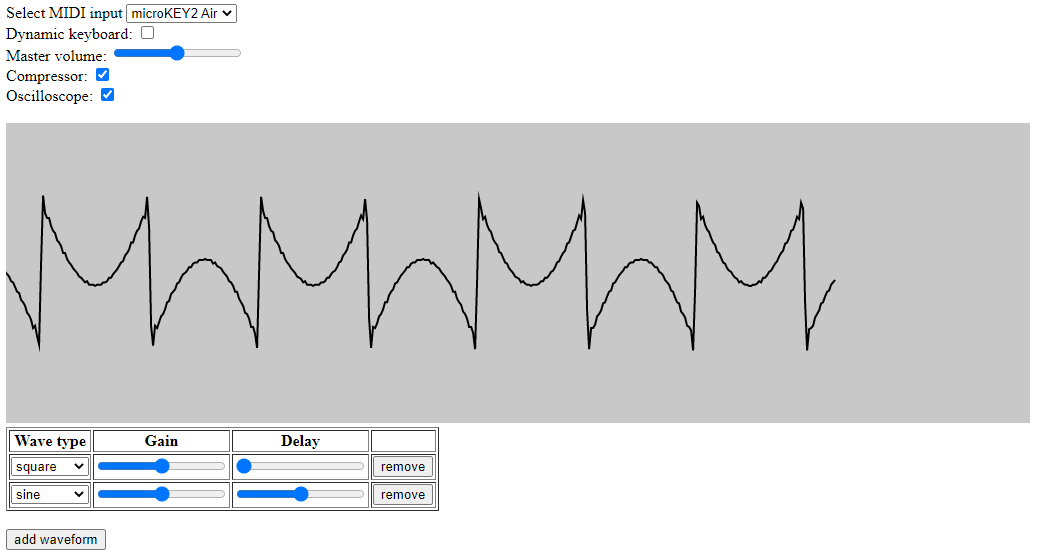 Select MIDI input microKEY2 Air
Dynamic keyboard:
Master volume:
Compressor:
Oscilloscope:
Wave type Gain Delay
square remove
sine remove
add waveform